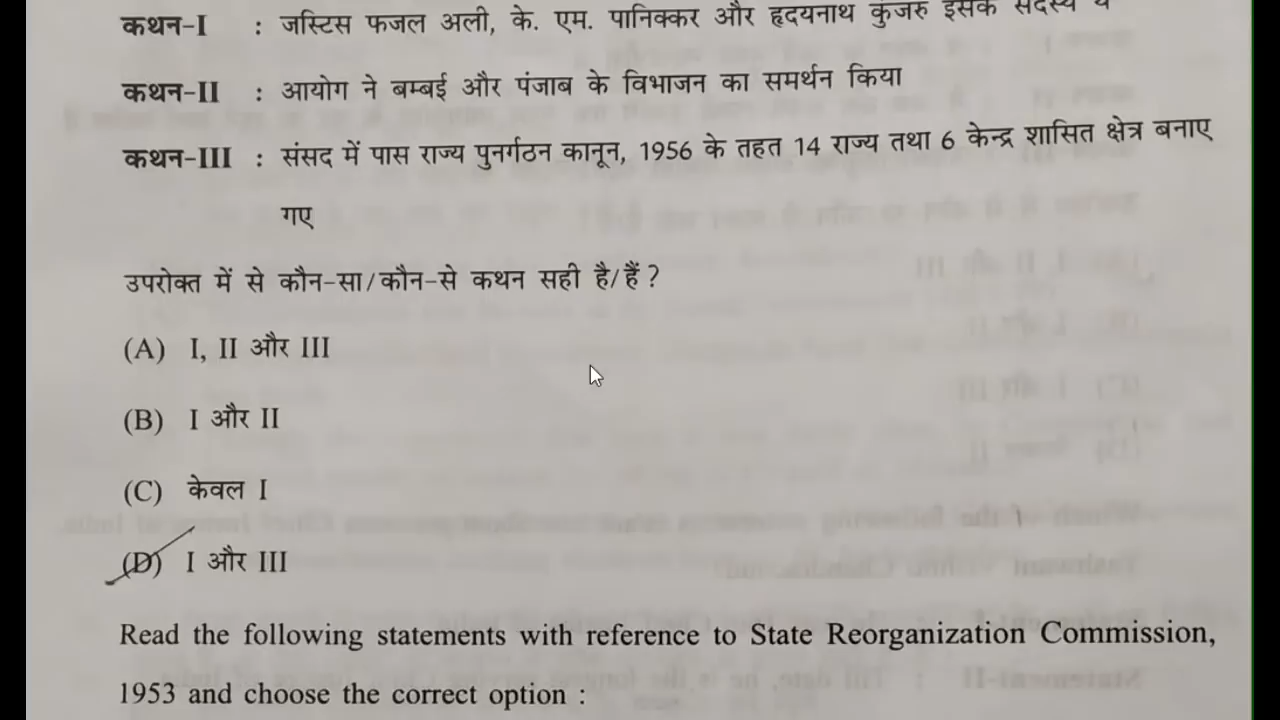 कथन-I : जस्टिस फजल अली, के. एम. पानिक्कर और हृदयनाथ कुंजरु इसके सदस्य थे
कथन-II : आयोग ने बम्बई और पंजाब के विभाजन का समर्थन किया
कथन-III : संसद में पास राज्य पुनर्गठन कानून, 1956 के तहत 14 राज्य तथा 6 केन्द्र शासित क्षेत्र बनाए
गए
उपरोक्त में से कौन-सा/कौन-से कथन सही है/हैं ?
(A) I, II और III
(B) I और II
(C) केवल I
(D) I और III
Read the following statements with reference to State Reorganization Commission,
1953 and choose the correct option :